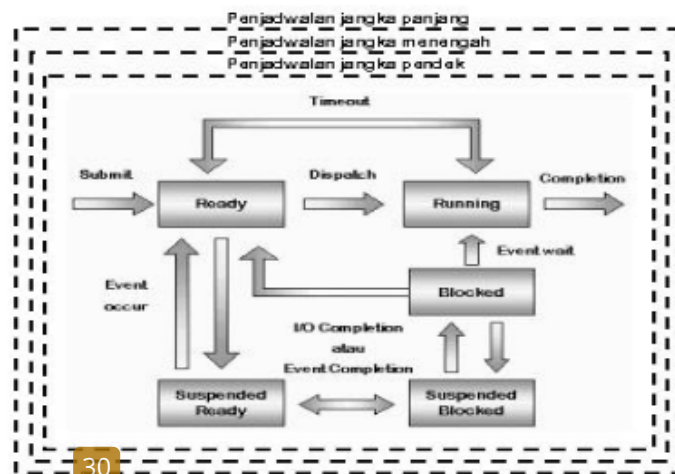 Penjadwalan jangka panjang
Penjadwalan jangka menengah
Penjadwalan jangka pendek
Timeout
Submit
Dispatch
Completion
Ready
Running
Event wait
Event
occur
Blocked
I/O Completion
atau
Event Completion
Suspended
Ready
Suspended
Blocked
30